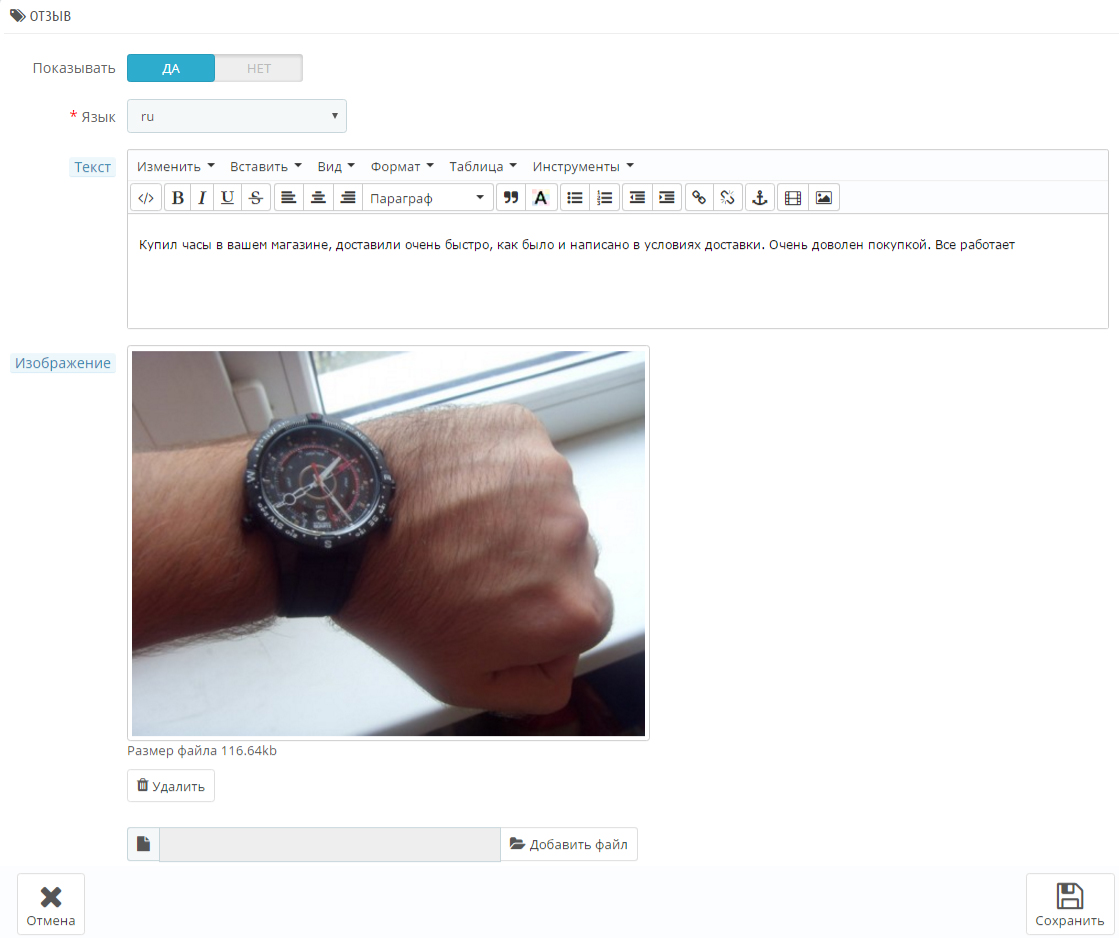 ОТЗЫВ
Показывать ДА НЕТ
* Язык ru
Текст Изменить Вставить Вид Формат Таблица Инструменты
</> B I U S Параграф A
Купил часы в вашем магазине, доставили очень быстро, как было и написано в условиях доставки. Очень доволен покупкой. Все работает
Изображение
W
SW
S
SE
E
Размер файла 116.64kb
Удалить
Добавить файл
Отмена Сохранить